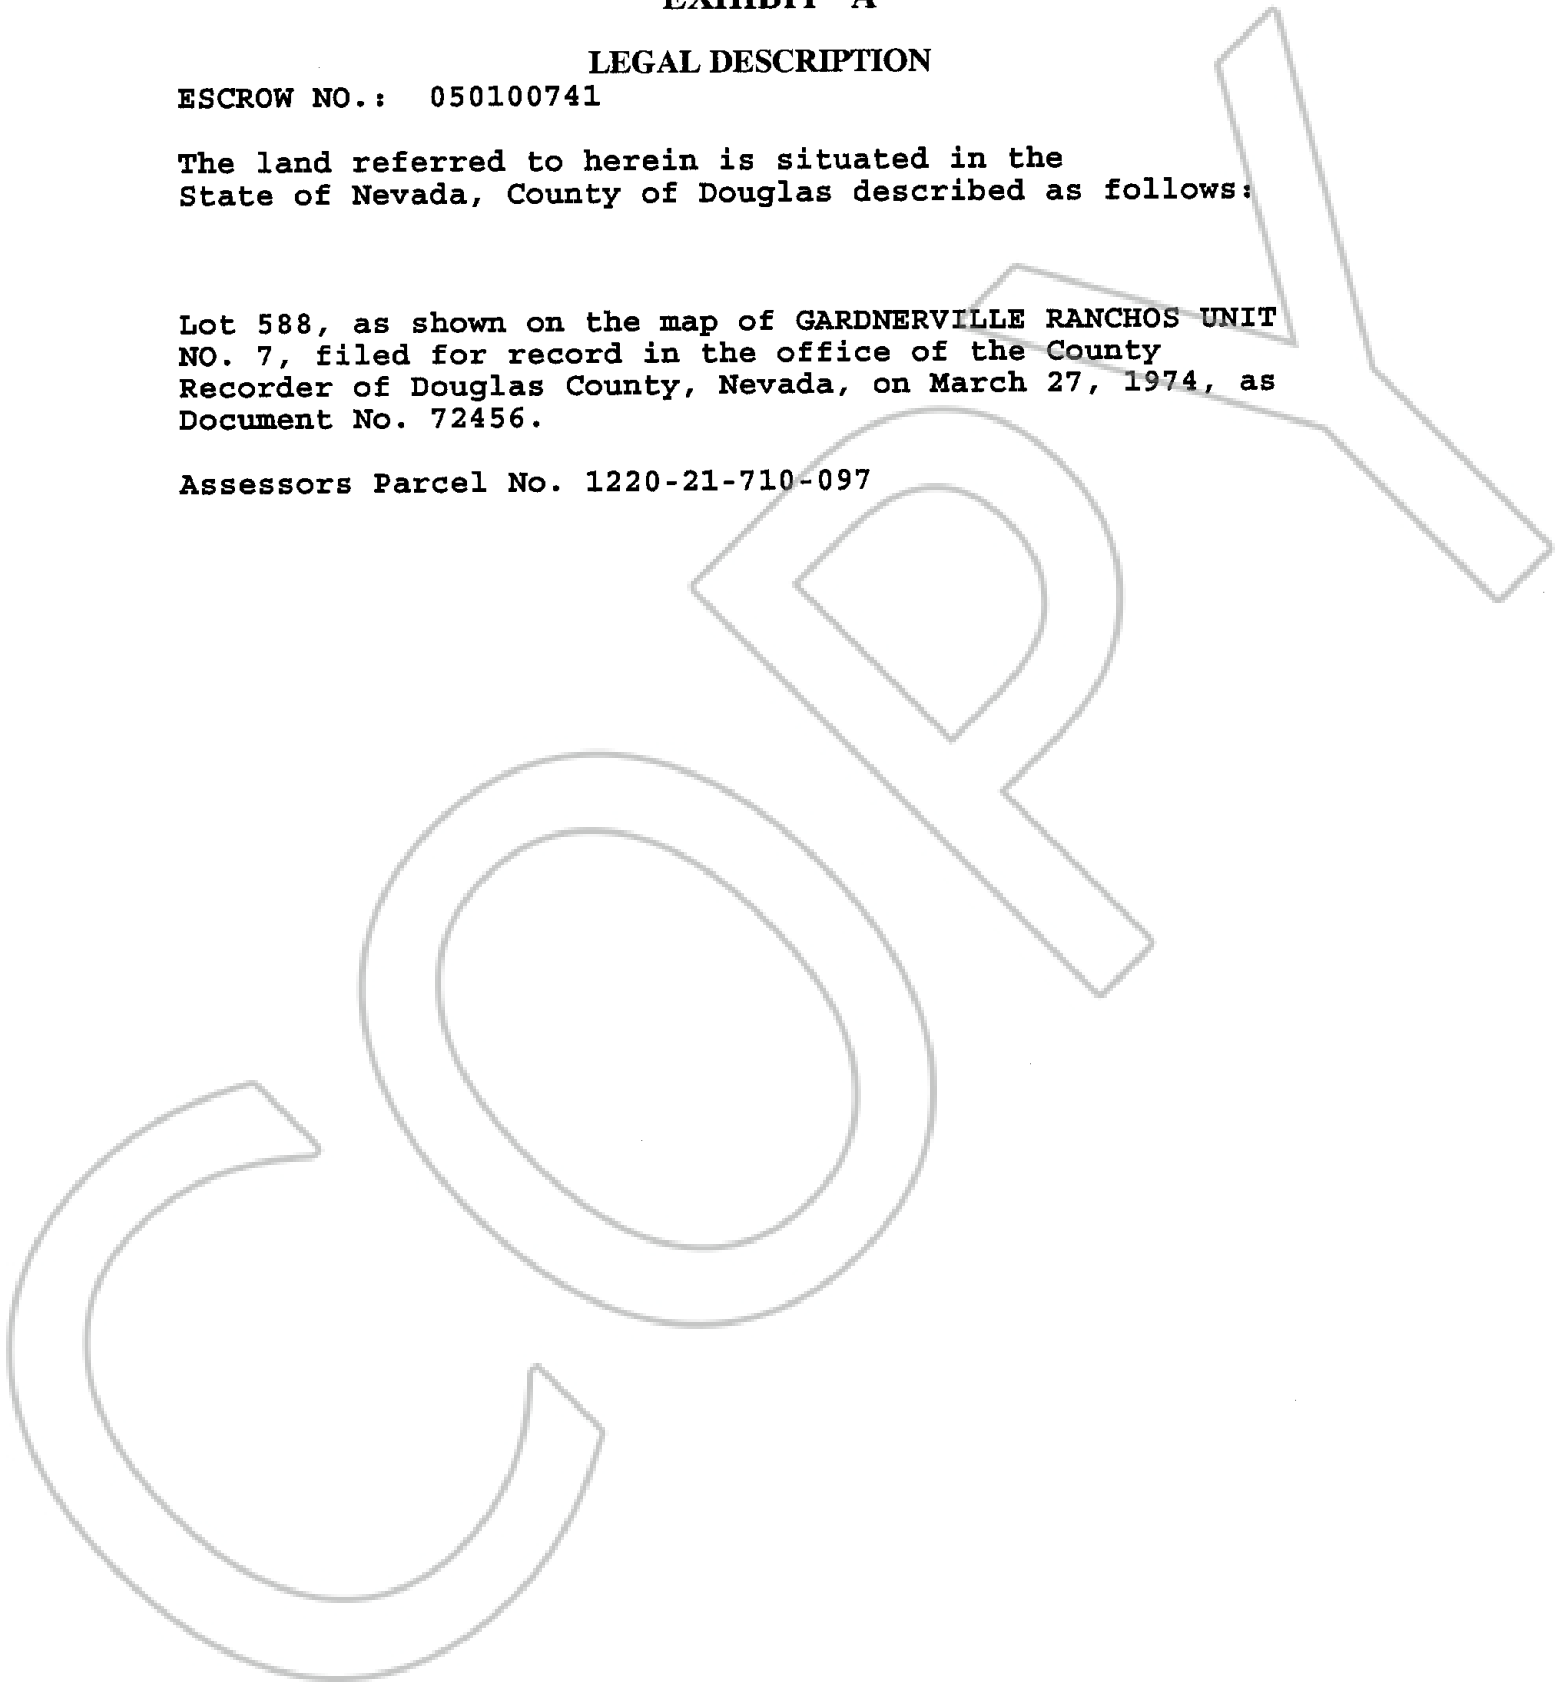 EXHIBIT "A"
LEGAL DESCRIPTION
ESCROW NO.: 050100741
The land referred to herein is situated in the
State of Nevada, County of Douglas described as follows:
Lot 588, as shown on the map of GARDNERVILLE RANCHOS UNIT
NO. 7, filed for record in the office of the County
Recorder of Douglas County, Nevada, on March 27, 1974, as
Document No. 72456.
Assessors Parcel No. 1220-21-710-097
COPY